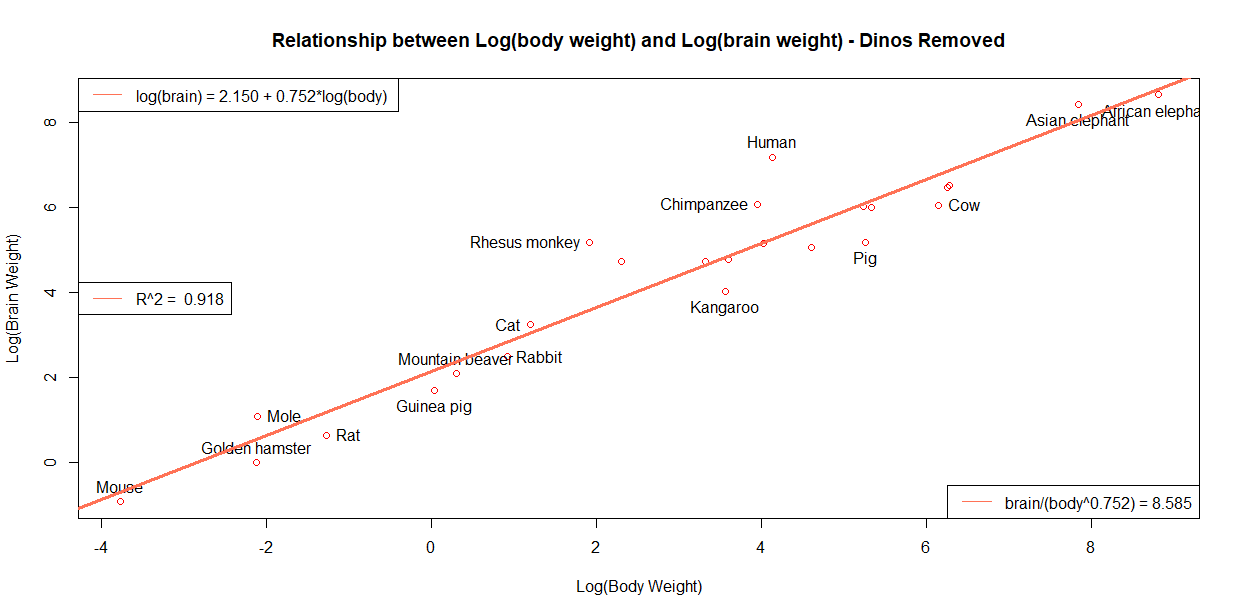 Relationship between Log(body weight) and Log(brain weight) - Dinos Removed
log(brain) = 2.150 + 0.752*log(body)
African elepha
Asian elephant
Human
Chimpanzee
Cow
Rhesus monkey
Pig
R^2 = 0.918
Kangaroo
Cat
Mountain beaver
Rabbit
Guinea pig
Mole
Rat
Golden hamster
Mouse
brain/(body^0.752) = 8.585
Log(Brain Weight)
8
6
4
2
0
-4 -2 0 2 4 6 8
Log(Body Weight)